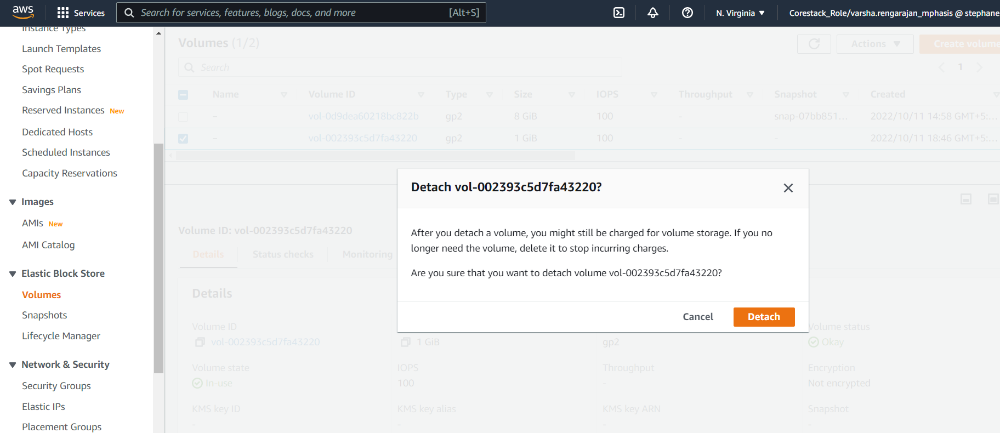 aws
Services
Search for services, features, blogs, docs, and more
[Alt+S]
N. Virginia
Corestack_Role/varsha.rengarajan_mphasis @ stephane
Instance Types
Launch Templates
Spot Requests
Savings Plans
Reserved Instances New
Dedicated Hosts
Scheduled Instances
Capacity Reservations
Images
AMIs New
AMI Catalog
Elastic Block Store
Volumes
Snapshots
Lifecycle Manager
Network & Security
Security Groups
Elastic IPs
Placement Groups
Volumes (1/2)
Actions
Create volume
Search
1
Name Volume ID Type Size IOPS Throughput Snapshot Created
– vol-0d9dea60218bc822b gp2 8 GiB 100 - snap-07bb851... 2022/10/11 14:58 GMT+5:...
– vol-002393c5d7fa43220 gp2 1 GiB 100 - - 2022/10/11 18:46 GMT+5:...
Detach vol-002393c5d7fa43220?
After you detach a volume, you might still be charged for volume storage. If you no
longer need the volume, delete it to stop incurring charges.
Are you sure that you want to detach volume vol-002393c5d7fa43220?
Cancel
Detach
Volume ID: vol-002393c5d7fa43220
Details Status checks Monitoring
Details
Volume ID Volume status
vol-002393c5d7fa43220 1 GiB gp2 Okay
Volume state IOPS Throughput Encryption
In-use 100 - Not encrypted
KMS key ID KMS key alias KMS key ARN Snapshot
- - - -